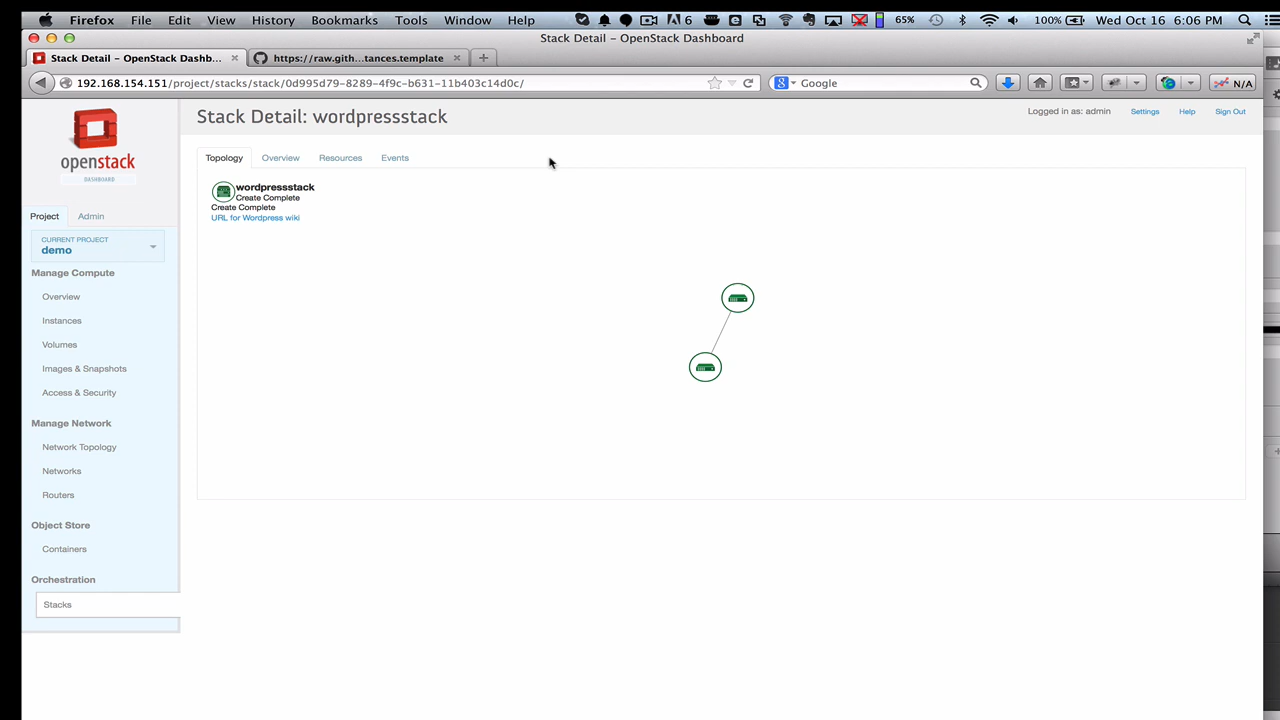 Firefox File Edit View History Bookmarks Tools Window Help 6 65% 100% Wed Oct 16 6:06 PM
Stack Detail – OpenStack Dashboard
Stack Detail – OpenStack Dashb... https://raw.gith...tances.template
192.168.154.151/project/stacks/stack/0d995d79-8289-4f9c-b631-11b403c14d0c/ Google N/A
openstack
DASHBOARD
Stack Detail: wordpressstack
Logged in as: admin Settings Help Sign Out
Topology Overview Resources Events
wordpressstack
Create Complete
Create Complete
URL for Wordpress wiki
Project Admin
CURRENT PROJECT
demo
Manage Compute
Overview
Instances
Volumes
Images & Snapshots
Access & Security
Manage Network
Network Topology
Networks
Routers
Object Store
Containers
Orchestration
Stacks